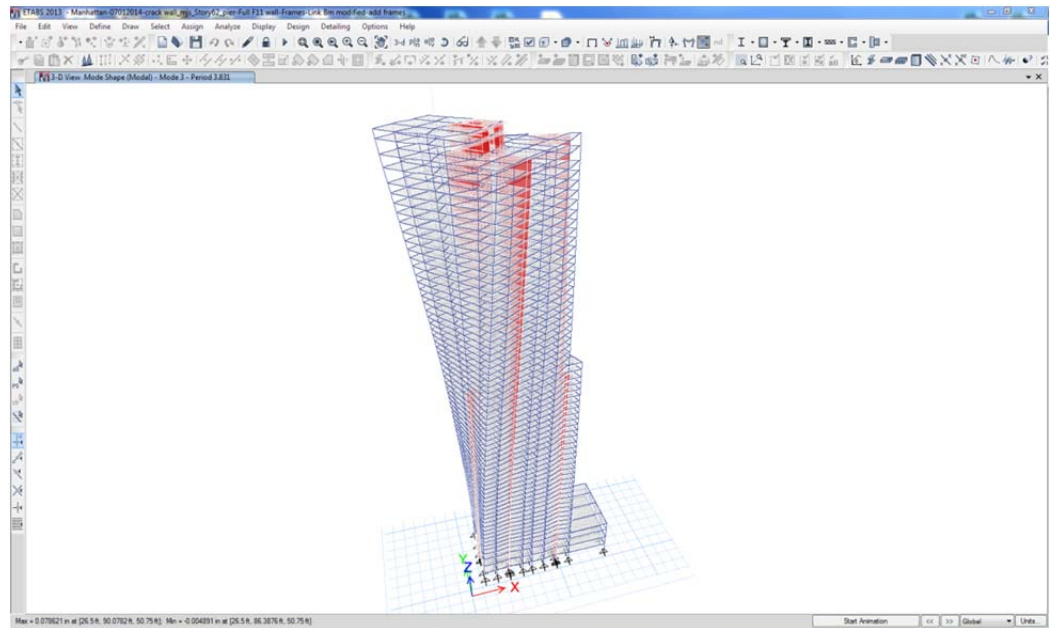 ETABS 2013 - Manhattan-07012014-crack wall_mjs_Story62_pier-Full F11 wall-Frames-Link Bm modified-add frames
File Edit View Define Draw Select Assign Analyze Display Design Detailing Options Help
3-D View Mode Shape (Modal) - Mode 3 - Period 3.831
Y
Z
X
Max = 0.078621 in at [26.5 ft, 90.0782 ft, 50.75 ft]; Min = -0.004891 in at [26.5 ft, 86.3876 ft, 50.75 ft]
Start Animation << >> Global Units...